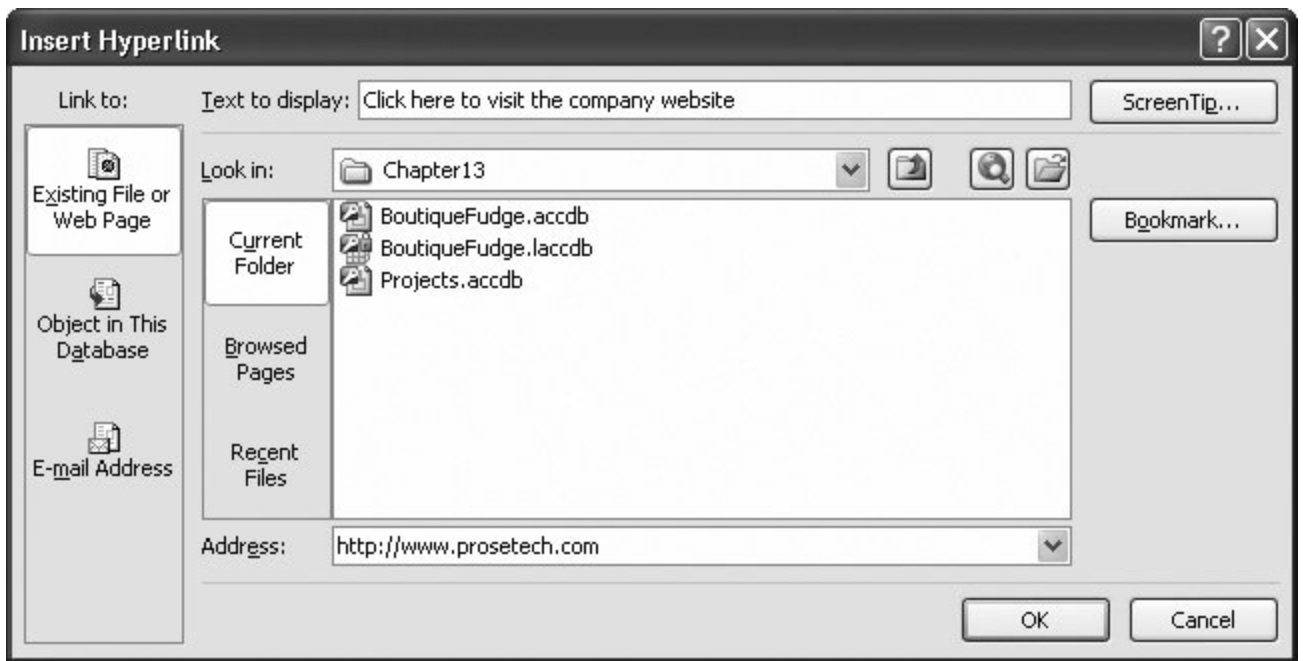 Insert Hyperlink
Link to:
Text to display:
Click here to visit the company website
ScreenTip...
Existing File or
Web Page
Object in This
Database
E-mail Address
Look in:
Chapter13
Current
Folder
Browsed
Pages
Recent
Files
BoutiqueFudge.accdb
BoutiqueFudge.laccdb
Projects.accdb
Bookmark...
Address:
http://www.prosetech.com
OK
Cancel